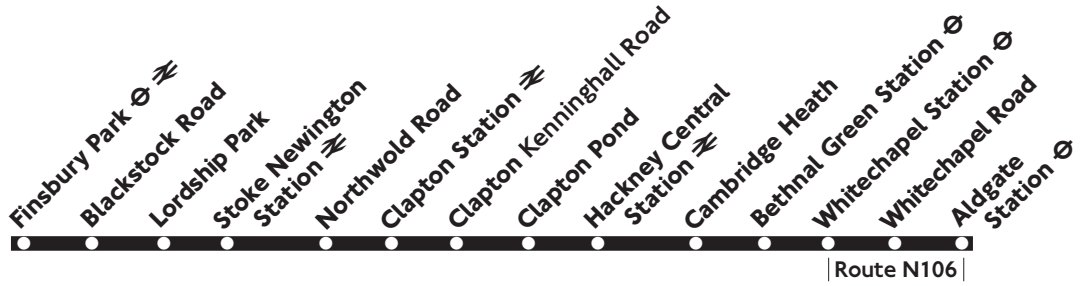 Finsbury Park
Blackstock Road
Lordship Park
Stoke Newington
Station
Northwold Road
Clapton Station
Clapton Kenninghall Road
Clapton Pond
Hackney Central
Station
Cambridge Heath
Bethnal Green Station
Whitechapel Station
Whitechapel Road
Aldgate
Station
Route N106